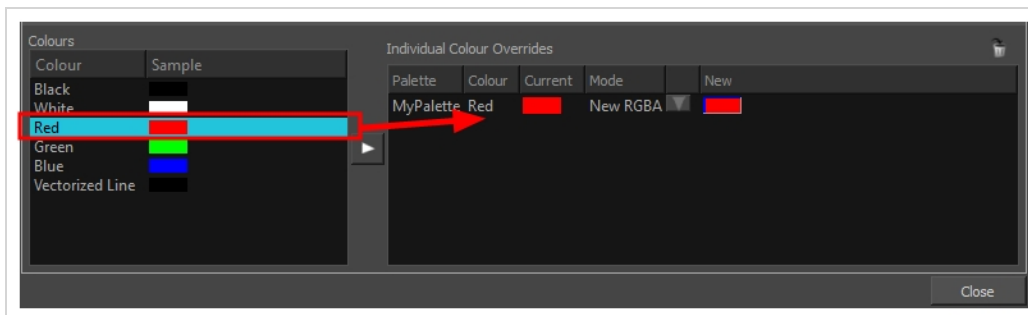 Colours
Colour Sample
Black
White
Red
Green
Blue
Vectorized Line
Individual Colour Overrides
Palette Colour Current Mode New
MyPalette Red New RGBA
Close